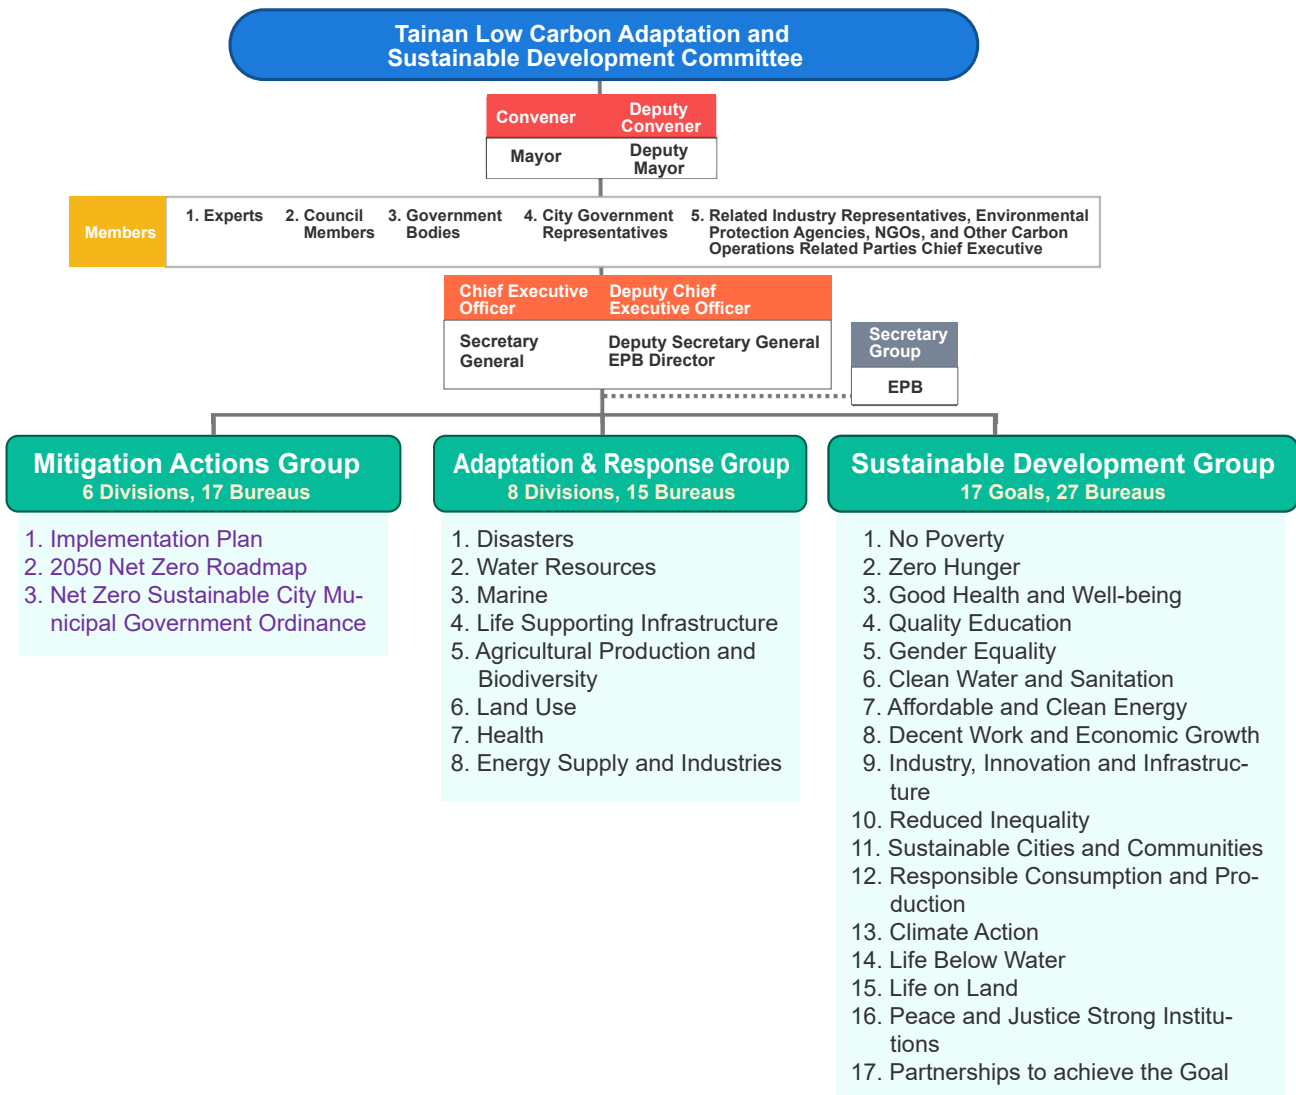 Tainan Low Carbon Adaptation and
Sustainable Development Committee
Convener
Deputy
Convener
Mayor
Deputy
Mayor
Members
1. Experts
2. Council
Members
3. Government
Bodies
4. City Government
Representatives
5. Related Industry Representatives, Environmental
Protection Agencies, NGOs, and Other Carbon
Operations Related Parties Chief Executive
Chief Executive
Officer
Deputy Chief
Executive Officer
Secretary
General
Deputy Secretary General
EPB Director
Secretary
Group
EPB
Mitigation Actions Group
6 Divisions, 17 Bureaus
1. Implementation Plan
2. 2050 Net Zero Roadmap
3. Net Zero Sustainable City Mu-
nicipal Government Ordinance
Adaptation & Response Group
8 Divisions, 15 Bureaus
1. Disasters
2. Water Resources
3. Marine
4. Life Supporting Infrastructure
5. Agricultural Production and
Biodiversity
6. Land Use
7. Health
8. Energy Supply and Industries
Sustainable Development Group
17 Goals, 27 Bureaus
1. No Poverty
2. Zero Hunger
3. Good Health and Well-being
4. Quality Education
5. Gender Equality
6. Clean Water and Sanitation
7. Affordable and Clean Energy
8. Decent Work and Economic Growth
9. Industry, Innovation and Infrastruc-
ture
10. Reduced Inequality
11. Sustainable Cities and Communities
12. Responsible Consumption and Pro-
duction
13. Climate Action
14. Life Below Water
15. Life on Land
16. Peace and Justice Strong Institu-
tions
17. Partnerships to achieve the Goal